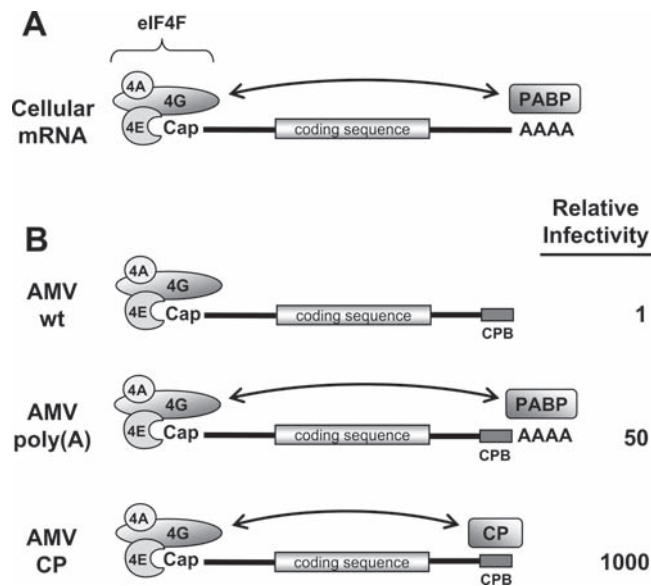 A
eIF4F
4A
4G
PABP
Cellular
mRNA
4E
Cap
coding sequence
AAAA
B
Relative
Infectivity
AMV
wt
4A
4G
4E
Cap
coding sequence
CPB
1
AMV
poly(A)
4A
4G
PABP
4E
Cap
coding sequence
CPB
AAAA
50
AMV
CP
4A
4G
CP
4E
Cap
coding sequence
CPB
1000